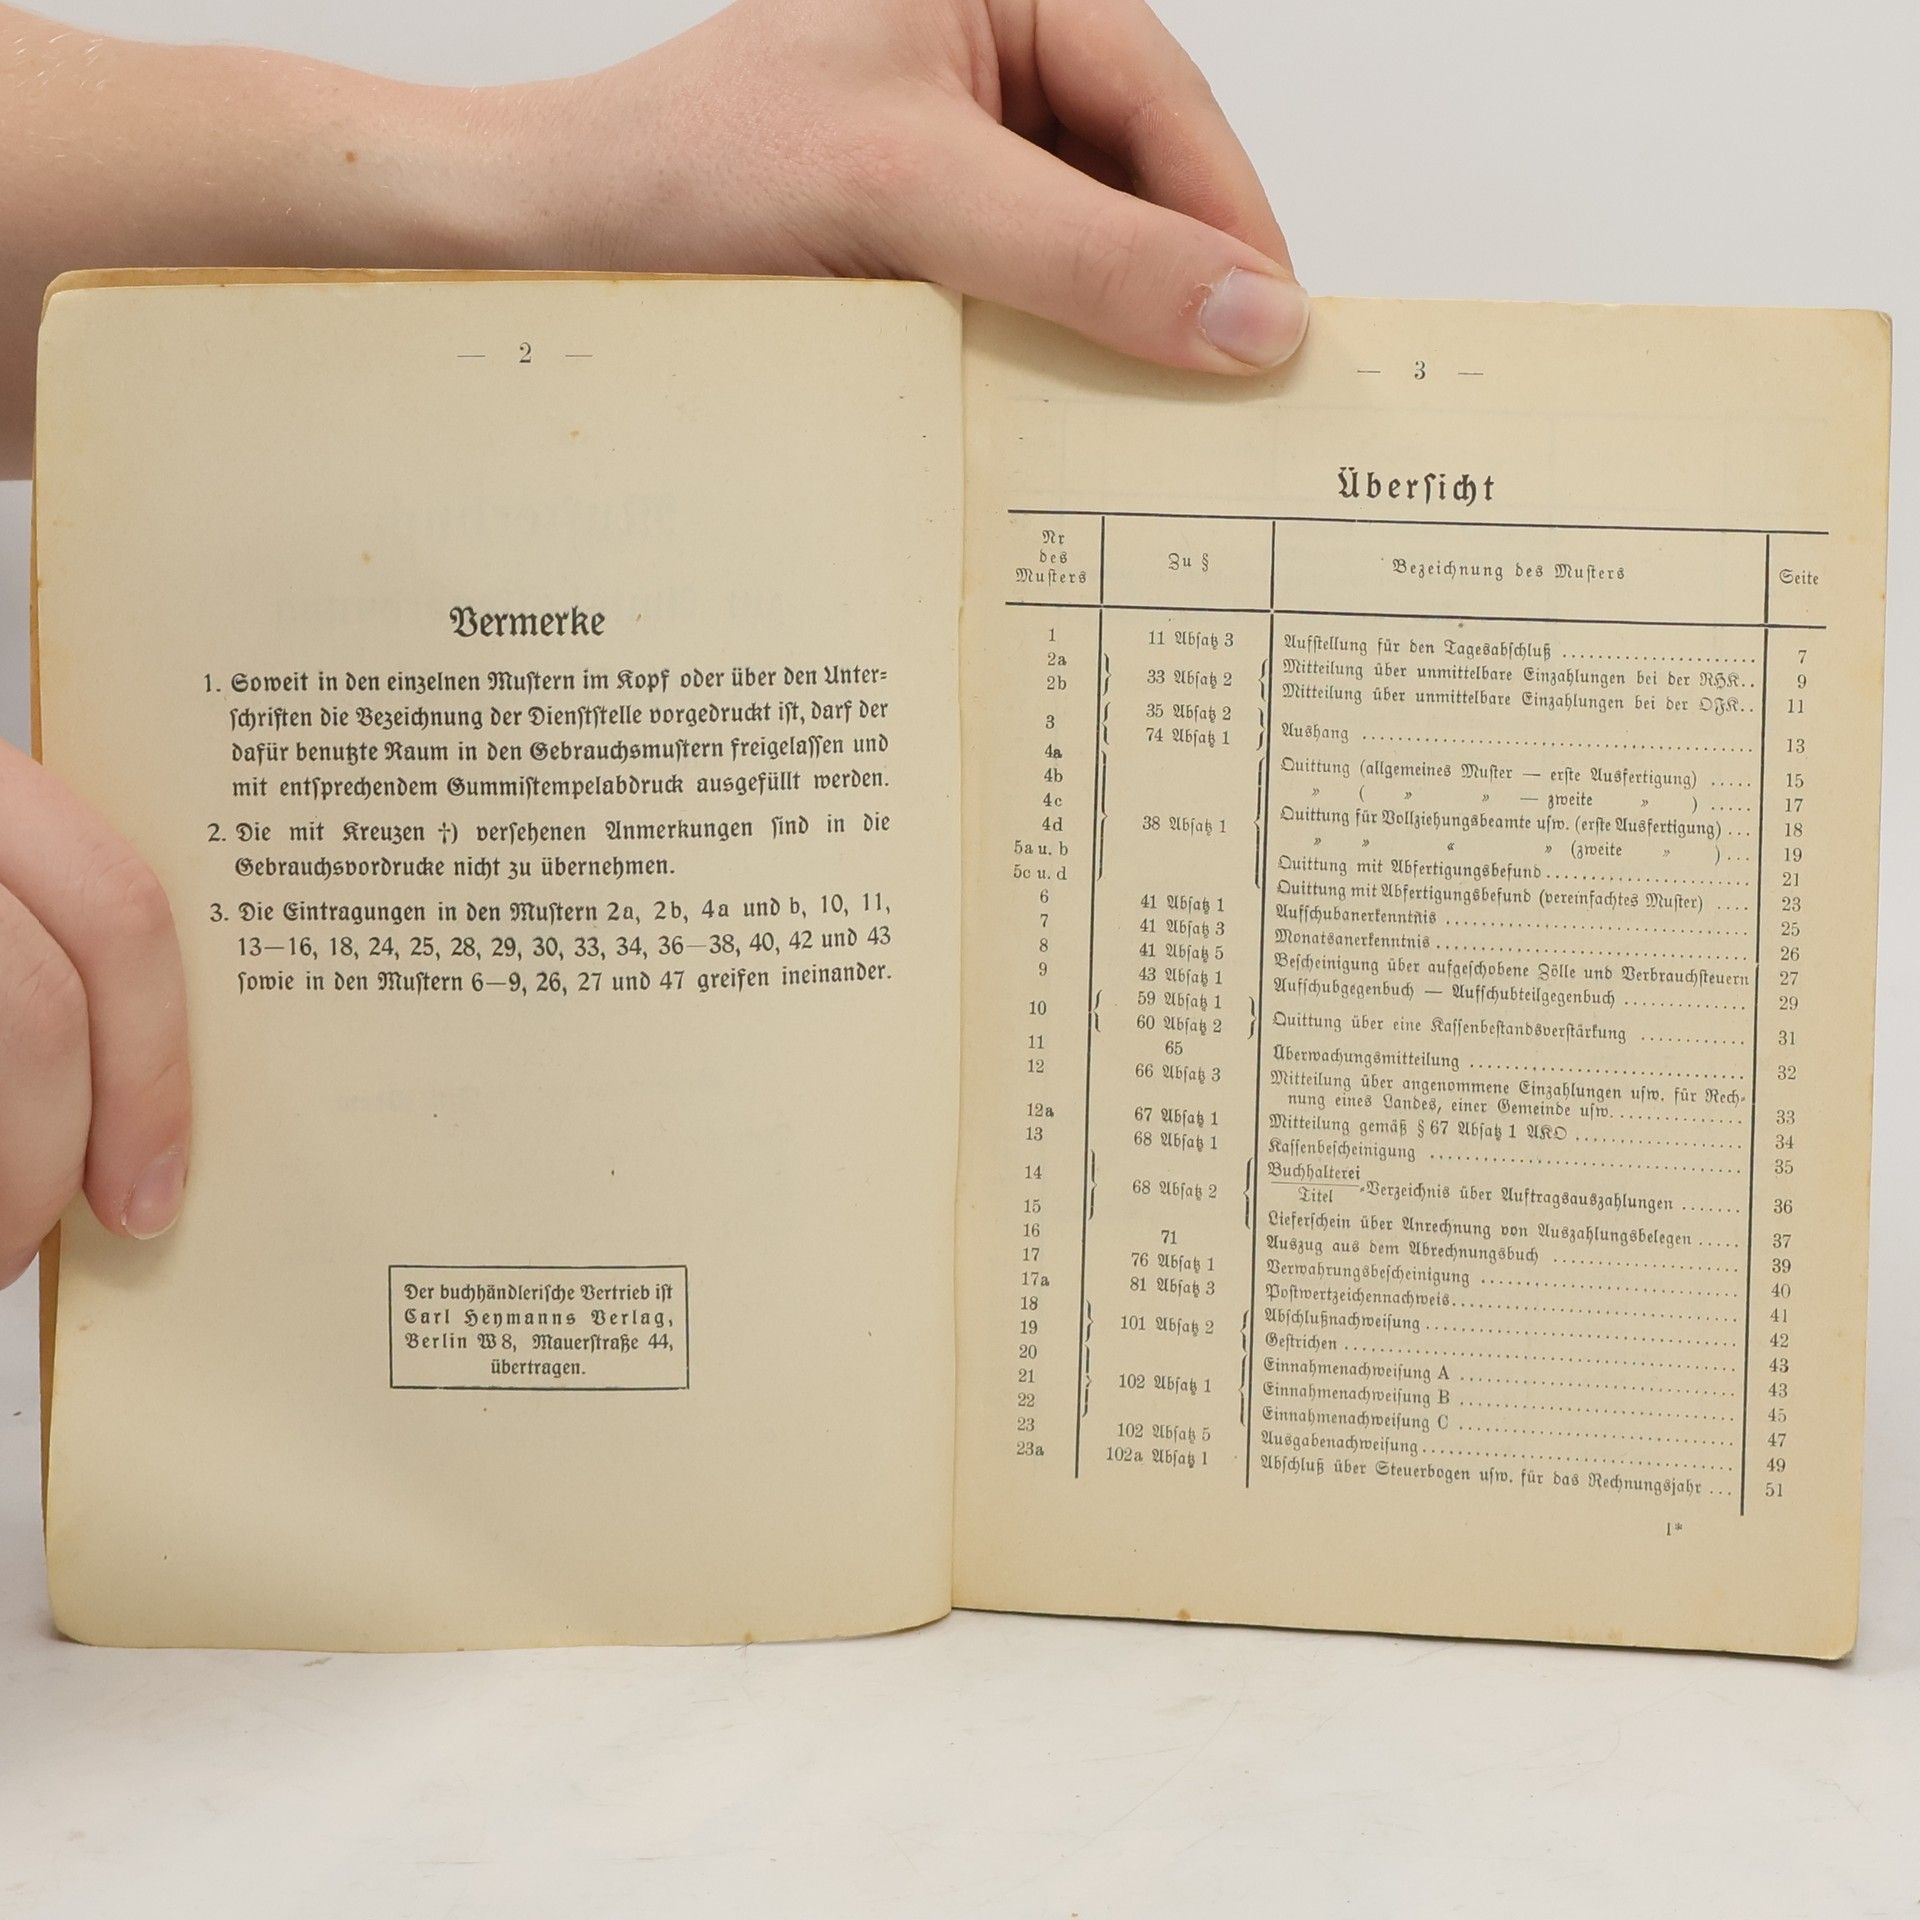 — 2 —
Vermerke
1. Soweit in den einzelnen Mustern im Kopf oder über den Unter-
schriften die Bezeichnung der Dienststelle vorgedruckt ist, darf der
dafür benutzte Raum in den Gebrauchsmustern freigelassen und
mit entsprechendem Gummistempelabdruck ausgefüllt werden.
2. Die mit Kreuzen †) versehenen Anmerkungen sind in die
Gebrauchsvordrucke nicht zu übernehmen.
3. Die Eintragungen in den Mustern 2a, 2b, 4a und b, 10, 11,
13—16, 18, 24, 25, 28, 29, 30, 33, 34, 36—38, 40, 42 und 43
sowie in den Mustern 6—9, 26, 27 und 47 greifen ineinander.
Der buchhändlerische Vertrieb ist
Carl Heymanns Verlag,
Berlin W 8, Mauerstraße 44,
übertragen.
— 3 —
Übersicht
Nr des Musters | Zu § | Bezeichnung des Musters | Seite
1 | 11 Absatz 3 | Aufstellung für den Tagesabschluß | 7
2a | 33 Absatz 2 | Mitteilung über unmittelbare Einzahlungen bei der RHK.. | 9
2b | Mitteilung über unmittelbare Einzahlungen bei der OFK.. | 11
3 | 35 Absatz 2 74 Absatz 1 | Aushang | 13
4a | 38 Absatz 1 | Quittung (allgemeines Muster — erste Ausfertigung) | 15
4b | » ( » » — zweite » ) | 17
4c | Quittung für Vollziehungsbeamte usw. (erste Ausfertigung) | 18
4d | » » « » (zweite » ) | 19
5a u. b | Quittung mit Abfertigungsbefund | 21
5c u. d | Quittung mit Abfertigungsbefund (vereinfachtes Muster) | 23
6 | 41 Absatz 1 | Aufschubanerkenntnis | 25
7 | 41 Absatz 3 | Monatsanerkenntnis | 26
8 | 41 Absatz 5 | Bescheinigung über aufgeschobene Zölle und Verbrauchsteuern | 27
9 | 43 Absatz 1 | Aufschubgegenbuch — Aufschubteilgegenbuch | 29
10 | 59 Absatz 1 60 Absatz 2 | Quittung über eine Kassenbestandsverstärkung | 31
11 | 65 | Überwachungsmitteilung | 32
12 | 66 Absatz 3 | Mitteilung über angenommene Einzahlungen usw. für Rech-
nung eines Landes, einer Gemeinde usw. | 33
12a | 67 Absatz 1 | Mitteilung gemäß § 67 Absatz 1 AKO | 34
13 | 68 Absatz 1 | Kassenbescheinigung | 35
14 | 68 Absatz 2 | Buchhalterei
Titel -Verzeichnis über Auftragsauszahlungen | 36
15 | Lieferschein über Anrechnung von Auszahlungsbelegen | 37
16 | 71 | Auszug aus dem Abrechnungsbuch | 39
17 | 76 Absatz 1 | Verwahrungsbescheinigung | 40
17a | 81 Absatz 3 | Postwertzeichennachweis | 41
18 | 101 Absatz 2 | Abschlußnachweisung | 42
19 | Gestrichen | 43
20 | 102 Absatz 1 | Einnahmenachweisung A | 43
21 | Einnahmenachweisung B | 45
22 | Einnahmenachweisung C | 47
23 | 102 Absatz 5 | Ausgabenachweisung | 49
23a | 102a Absatz 1 | Abschluß über Steuerbogen usw. für das Rechnungsjahr | 51
1*